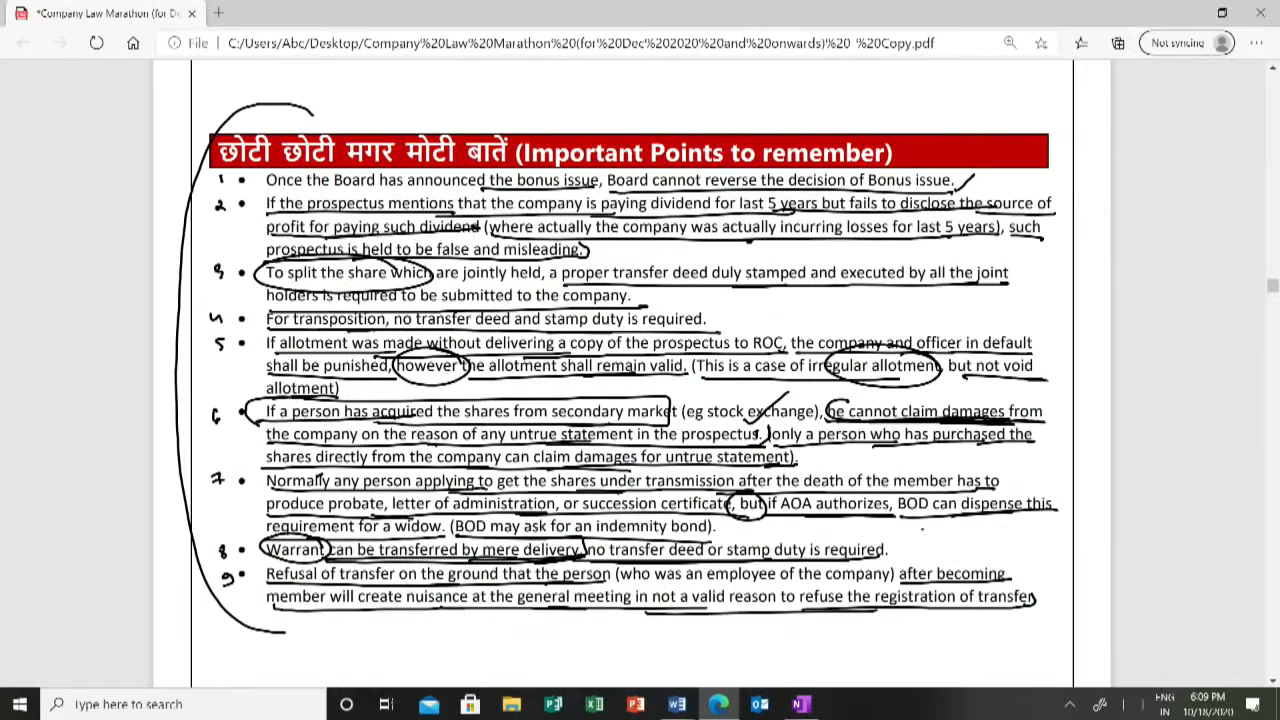 *Company Law Marathon (for De
File
C:/Users/Abc/Desktop/Company%20Law%20Marathon%20(for%20Dec%202020%20and%20onwards)%20 %20Copy.pdf
Not syncing
छोटी छोटी मगर मोटी बातें (Important Points to remember)
1 • Once the Board has announced the bonus issue, Board cannot reverse the decision of Bonus issue.
2 • If the prospectus mentions that the company is paying dividend for last 5 years but fails to disclose the source of
profit for paying such dividend (where actually the company was actually incurring losses for last 5 years), such
prospectus is held to be false and misleading.
3 • To split the share which are jointly held, a proper transfer deed duly stamped and executed by all the joint
holders is required to be submitted to the company.
4 • For transposition, no transfer deed and stamp duty is required.
5 • If allotment was made without delivering a copy of the prospectus to ROC, the company and officer in default
shall be punished, however the allotment shall remain valid. (This is a case of irregular allotment, but not void
allotment)
6 • If a person has acquired the shares from secondary market (eg stock exchange), he cannot claim damages from
the company on the reason of any untrue statement in the prospectus. (only a person who has purchased the
shares directly from the company can claim damages for untrue statement).
7 • Normally any person applying to get the shares under transmission after the death of the member has to
produce probate, letter of administration, or succession certificate, but if AOA authorizes, BOD can dispense this
requirement for a widow. (BOD may ask for an indemnity bond).
8 • Warrant can be transferred by mere delivery, no transfer deed or stamp duty is required.
9 • Refusal of transfer on the ground that the person (who was an employee of the company) after becoming
member will create nuisance at the general meeting in not a valid reason to refuse the registration of transfer
Type here to search
ENG
IN
6:09 PM
10/18/2020